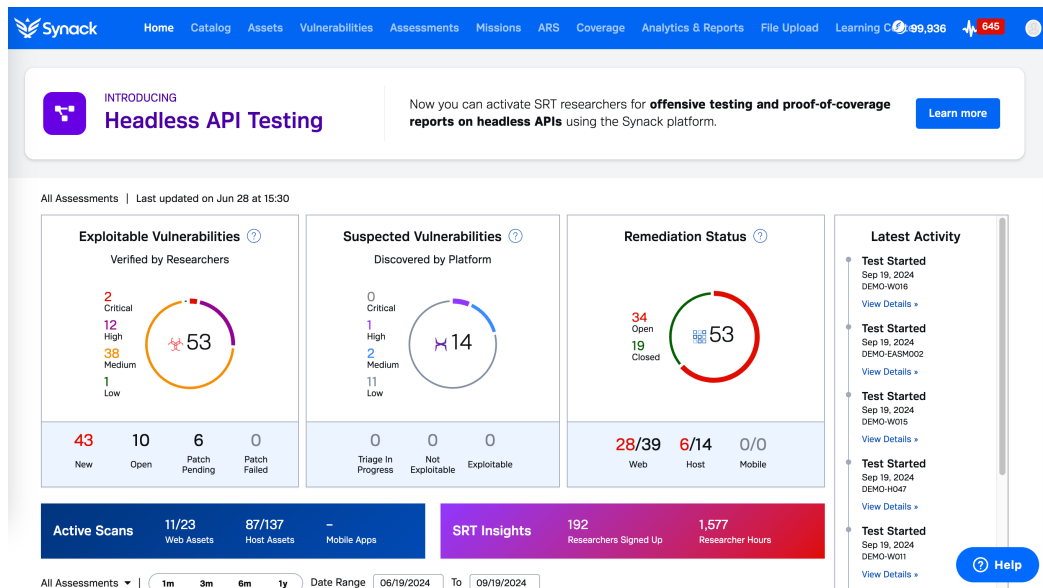 Synack
Home Catalog Assets Vulnerabilities Assessments Missions ARS Coverage Analytics & Reports File Upload Learning 99,936 645
INTRODUCING
Headless API Testing
Now you can activate SRT researchers for offensive testing and proof-of-coverage
reports on headless APIs using the Synack platform.
Learn more
All Assessments | Last updated on Jun 28 at 15:30
Exploitable Vulnerabilities ?
Verified by Researchers
2
Critical
12
High
38
Medium
1
Low
53
43 10 6 0
New Open Patch Pending Patch Failed
Suspected Vulnerabilities ?
Discovered by Platform
0
Critical
1
High
2
Medium
11
Low
14
0 0 0
Triage In Progress Not Exploitable Exploitable
Remediation Status ?
34
Open
19
Closed
53
28/39 6/14 0/0
Web Host Mobile
Latest Activity
Test Started
Sep 19, 2024
DEMO-W016
View Details »
Test Started
Sep 19, 2024
DEMO-EASM002
View Details »
Test Started
Sep 19, 2024
DEMO-W015
View Details »
Test Started
Sep 19, 2024
DEMO-H047
View Details »
Test Started
Sep 19, 2024
DEMO-W011
View Details »
Active Scans
11/23
Web Assets
87/137
Host Assets
–
Mobile Apps
SRT Insights
192
Researchers Signed Up
1,577
Researcher Hours
All Assessments | 1m 3m 6m 1y Date Range 06/19/2024 To 09/19/2024
? Help